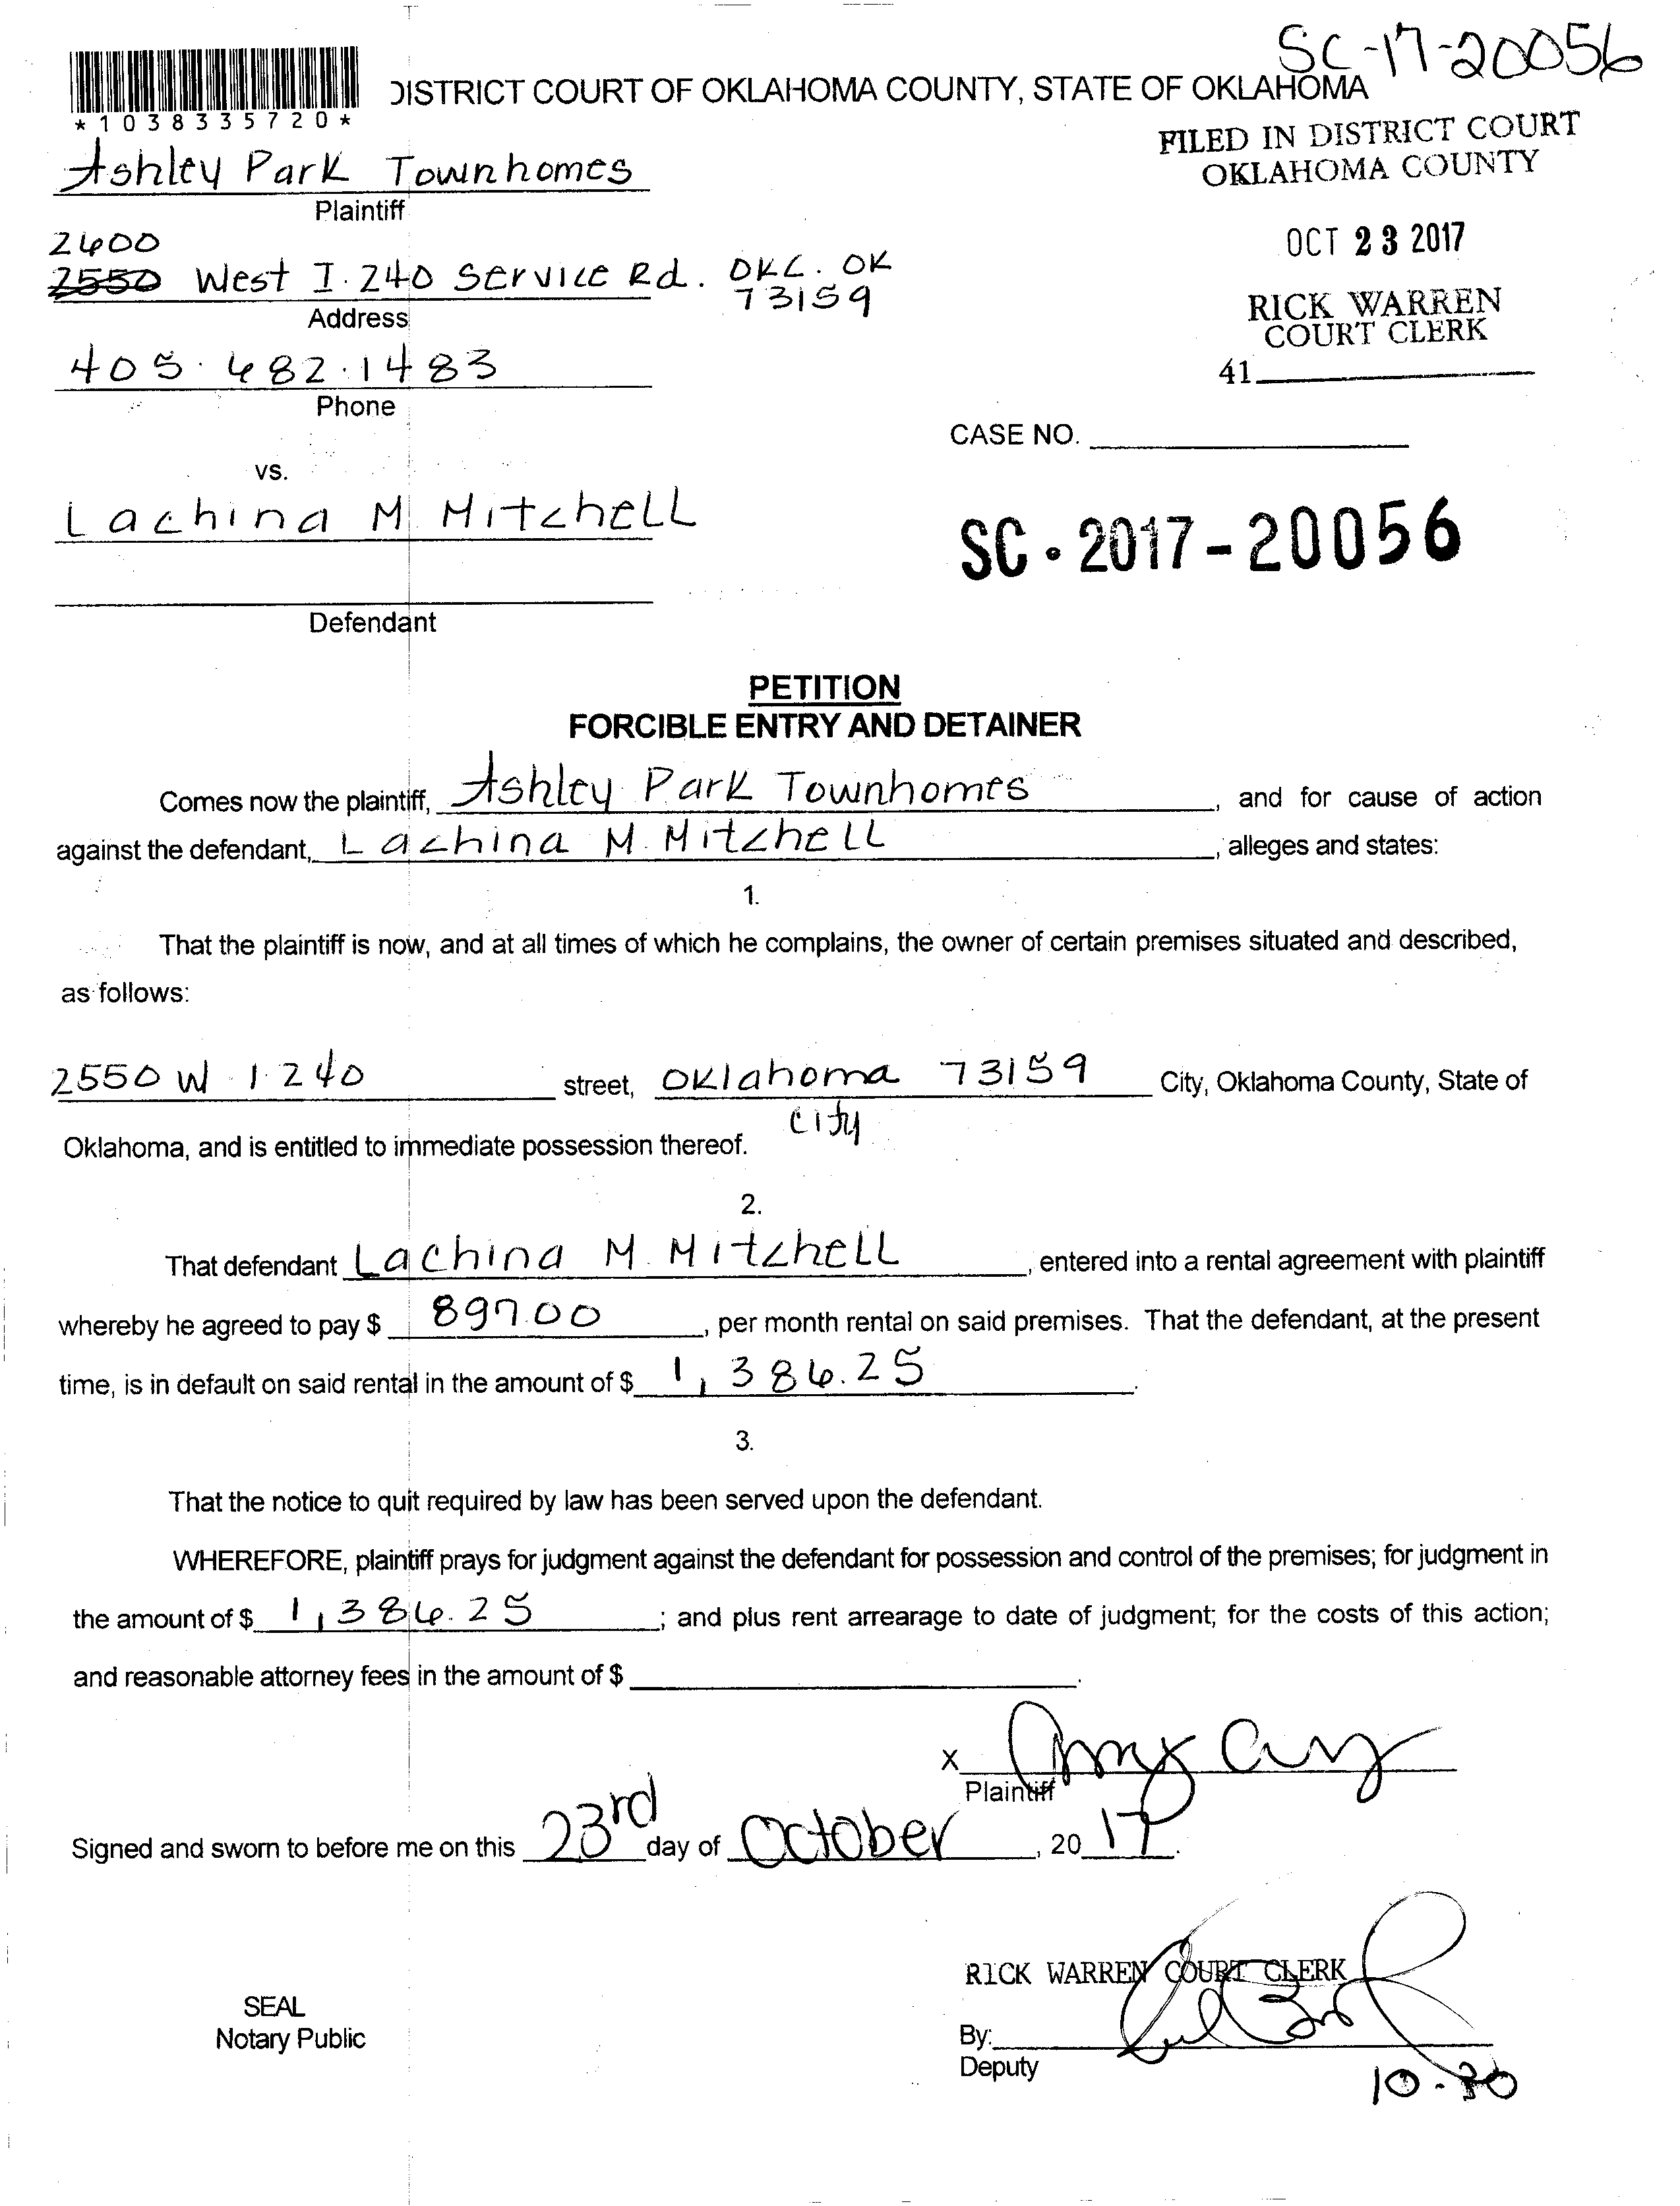 SC-17-20056
DISTRICT COURT OF OKLAHOMA COUNTY, STATE OF OKLAHOMA
*1038335720*
FILED IN DISTRICT COURT
OKLAHOMA COUNTY
Ashley Park Townhomes
Plaintiff
OCT 23 2017
2600
2550 West I.240 Service Rd. OKC. OK
73159
Address
RICK WARREN
COURT CLERK
405.682.1483
41
Phone
CASE NO.
vs.
Lachina M Mitchell
SC-2017-20056
Defendant
PETITION
FORCIBLE ENTRY AND DETAINER
Comes now the plaintiff, Ashley Park Townhomes, and for cause of action
against the defendant, Lachina M. Mitchell, alleges and states:
1.
That the plaintiff is now, and at all times of which he complains, the owner of certain premises situated and described,
as follows:
2550 W I.240 street, Oklahoma 73159 City, Oklahoma County, State of
City
Oklahoma, and is entitled to immediate possession thereof.
2.
That defendant Lachina M. Mitchell, entered into a rental agreement with plaintiff
whereby he agreed to pay $ 897.00, per month rental on said premises. That the defendant, at the present
time, is in default on said rental in the amount of $ 1,386.25.
3.
That the notice to quit required by law has been served upon the defendant.
WHEREFORE, plaintiff prays for judgment against the defendant for possession and control of the premises; for judgment in
the amount of $ 1,386.25; and plus rent arrearage to date of judgment; for the costs of this action;
and reasonable attorney fees in the amount of $ .
X
Plaintiff
Signed and sworn to before me on this 23rd day of October, 2017.
RICK WARREN COURT CLERK
SEAL
Notary Public
By:
Deputy
10-30